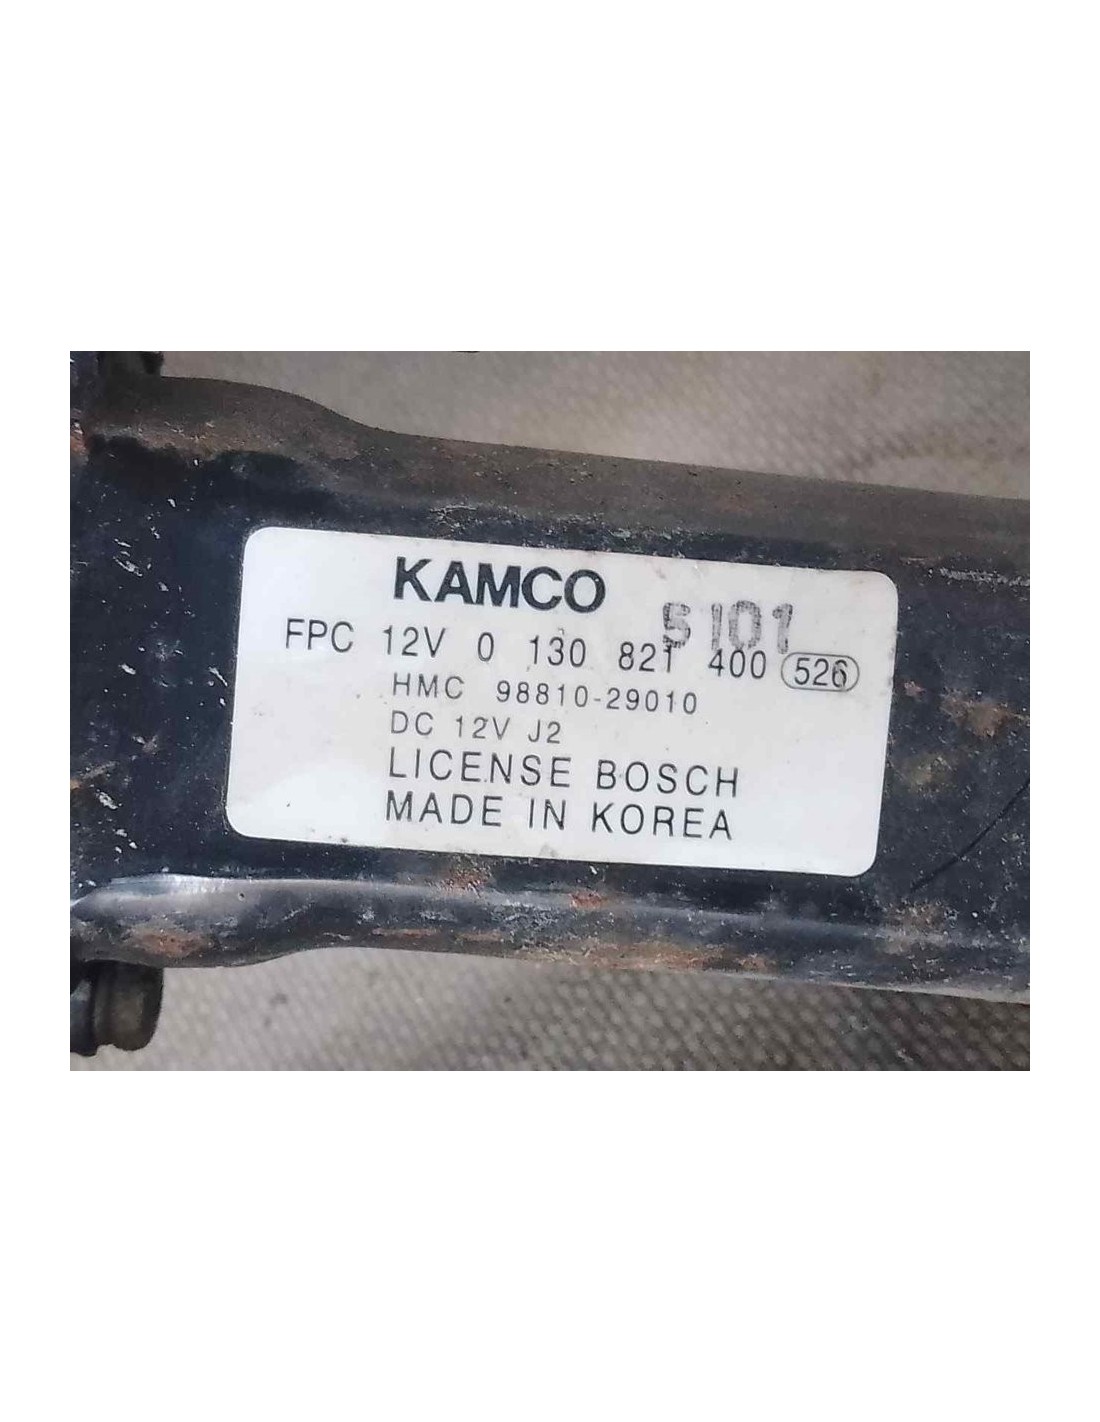 KAMCO
S101
FPC 12V 0 130 821 400 526
HMC 98810-29010
DC 12V J2
LICENSE BOSCH
MADE IN KOREA